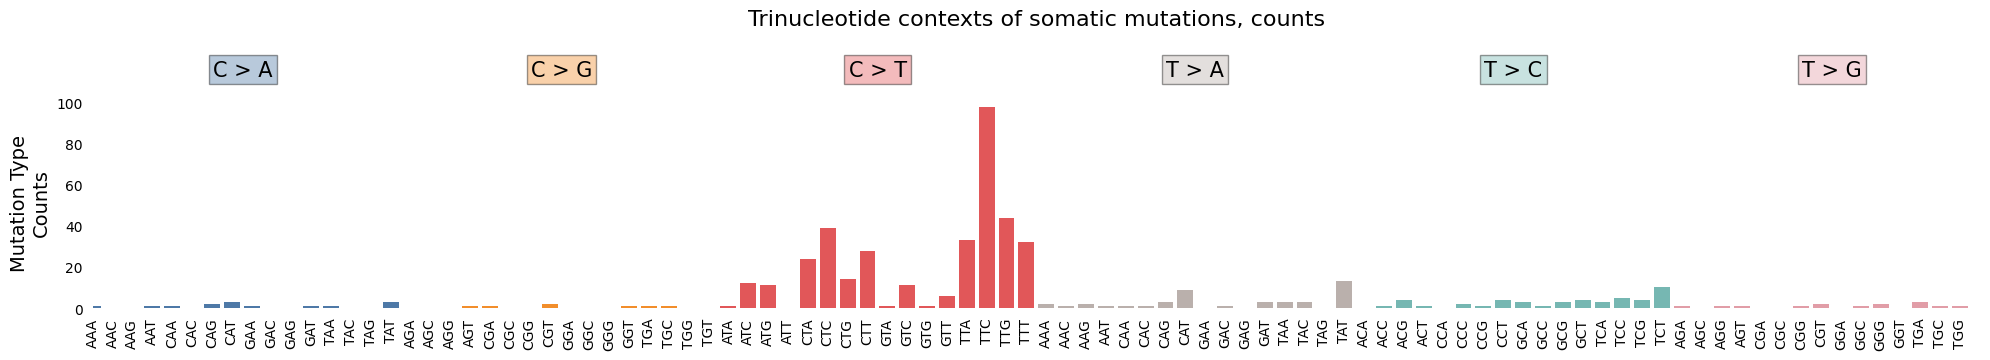 Trinucleotide contexts of somatic mutations, counts
C > A
C > G
C > T
T > A
T > C
T > G
Mutation Type
Counts
100
80
60
40
20
0
AAA
AAC
AAG
AAT
CAA
CAC
CAG
CAT
GAA
GAC
GAG
GAT
TAA
TAC
TAG
TAT
AGA
AGC
AGG
AGT
CGA
CGC
CGG
CGT
GGA
GGC
GGG
GGT
TGA
TGC
TGG
TGT
ATA
ATC
ATG
ATT
CTA
CTC
CTG
CTT
GTA
GTC
GTG
GTT
TTA
TTC
TTG
TTT
AAA
AAC
AAG
AAT
CAA
CAC
CAG
CAT
GAA
GAC
GAG
GAT
TAA
TAC
TAG
TAT
ACA
ACC
ACG
ACT
CCA
CCC
CCG
CCT
GCA
GCC
GCG
GCT
TCA
TCC
TCG
TCT
AGA
AGC
AGG
AGT
CGA
CGC
CGG
CGT
GGA
GGC
GGG
GGT
TGA
TGC
TGG